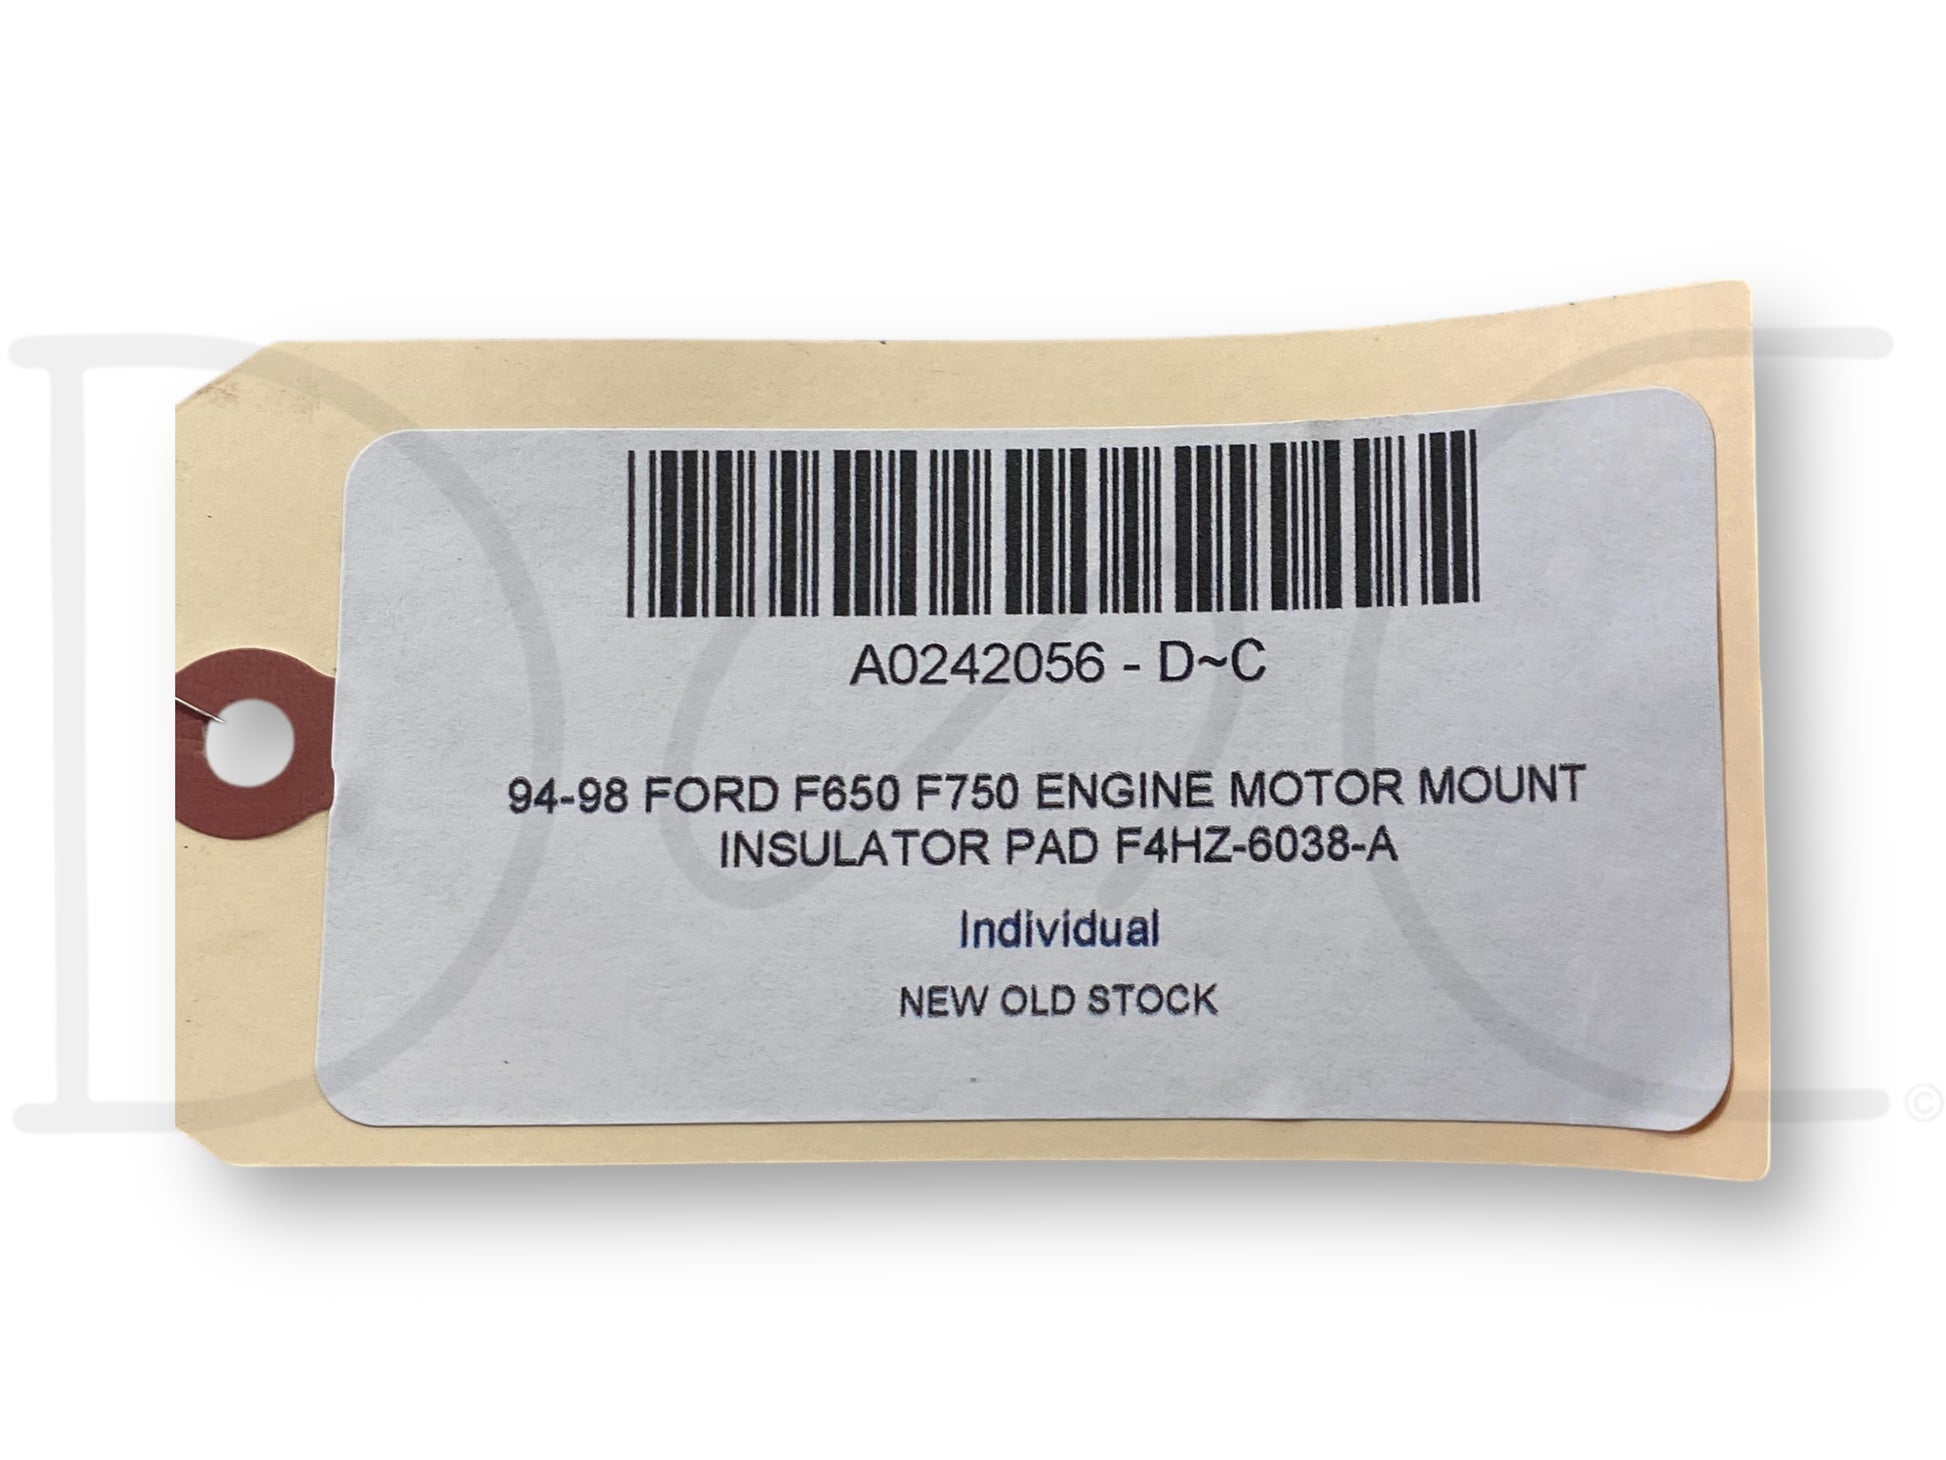 A0242056 - D~C
94-98 FORD F650 F750 ENGINE MOTOR MOUNT
INSULATOR PAD F4HZ-6038-A
Individual
NEW OLD STOCK
D~C ©